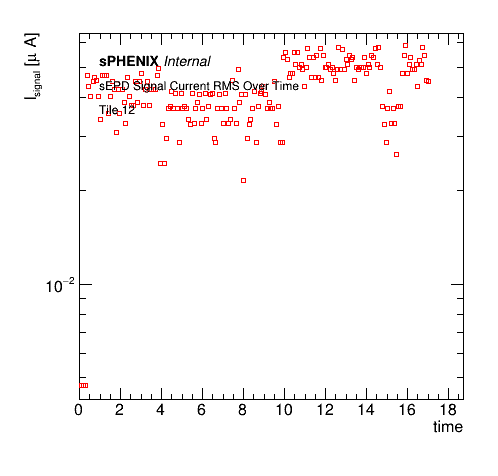 I_signal [μ A]
sPHENIX Internal
sEPD Signal Current RMS Over Time
Tile 12
10⁻²
0 2 4 6 8 10 12 14 16 18
time